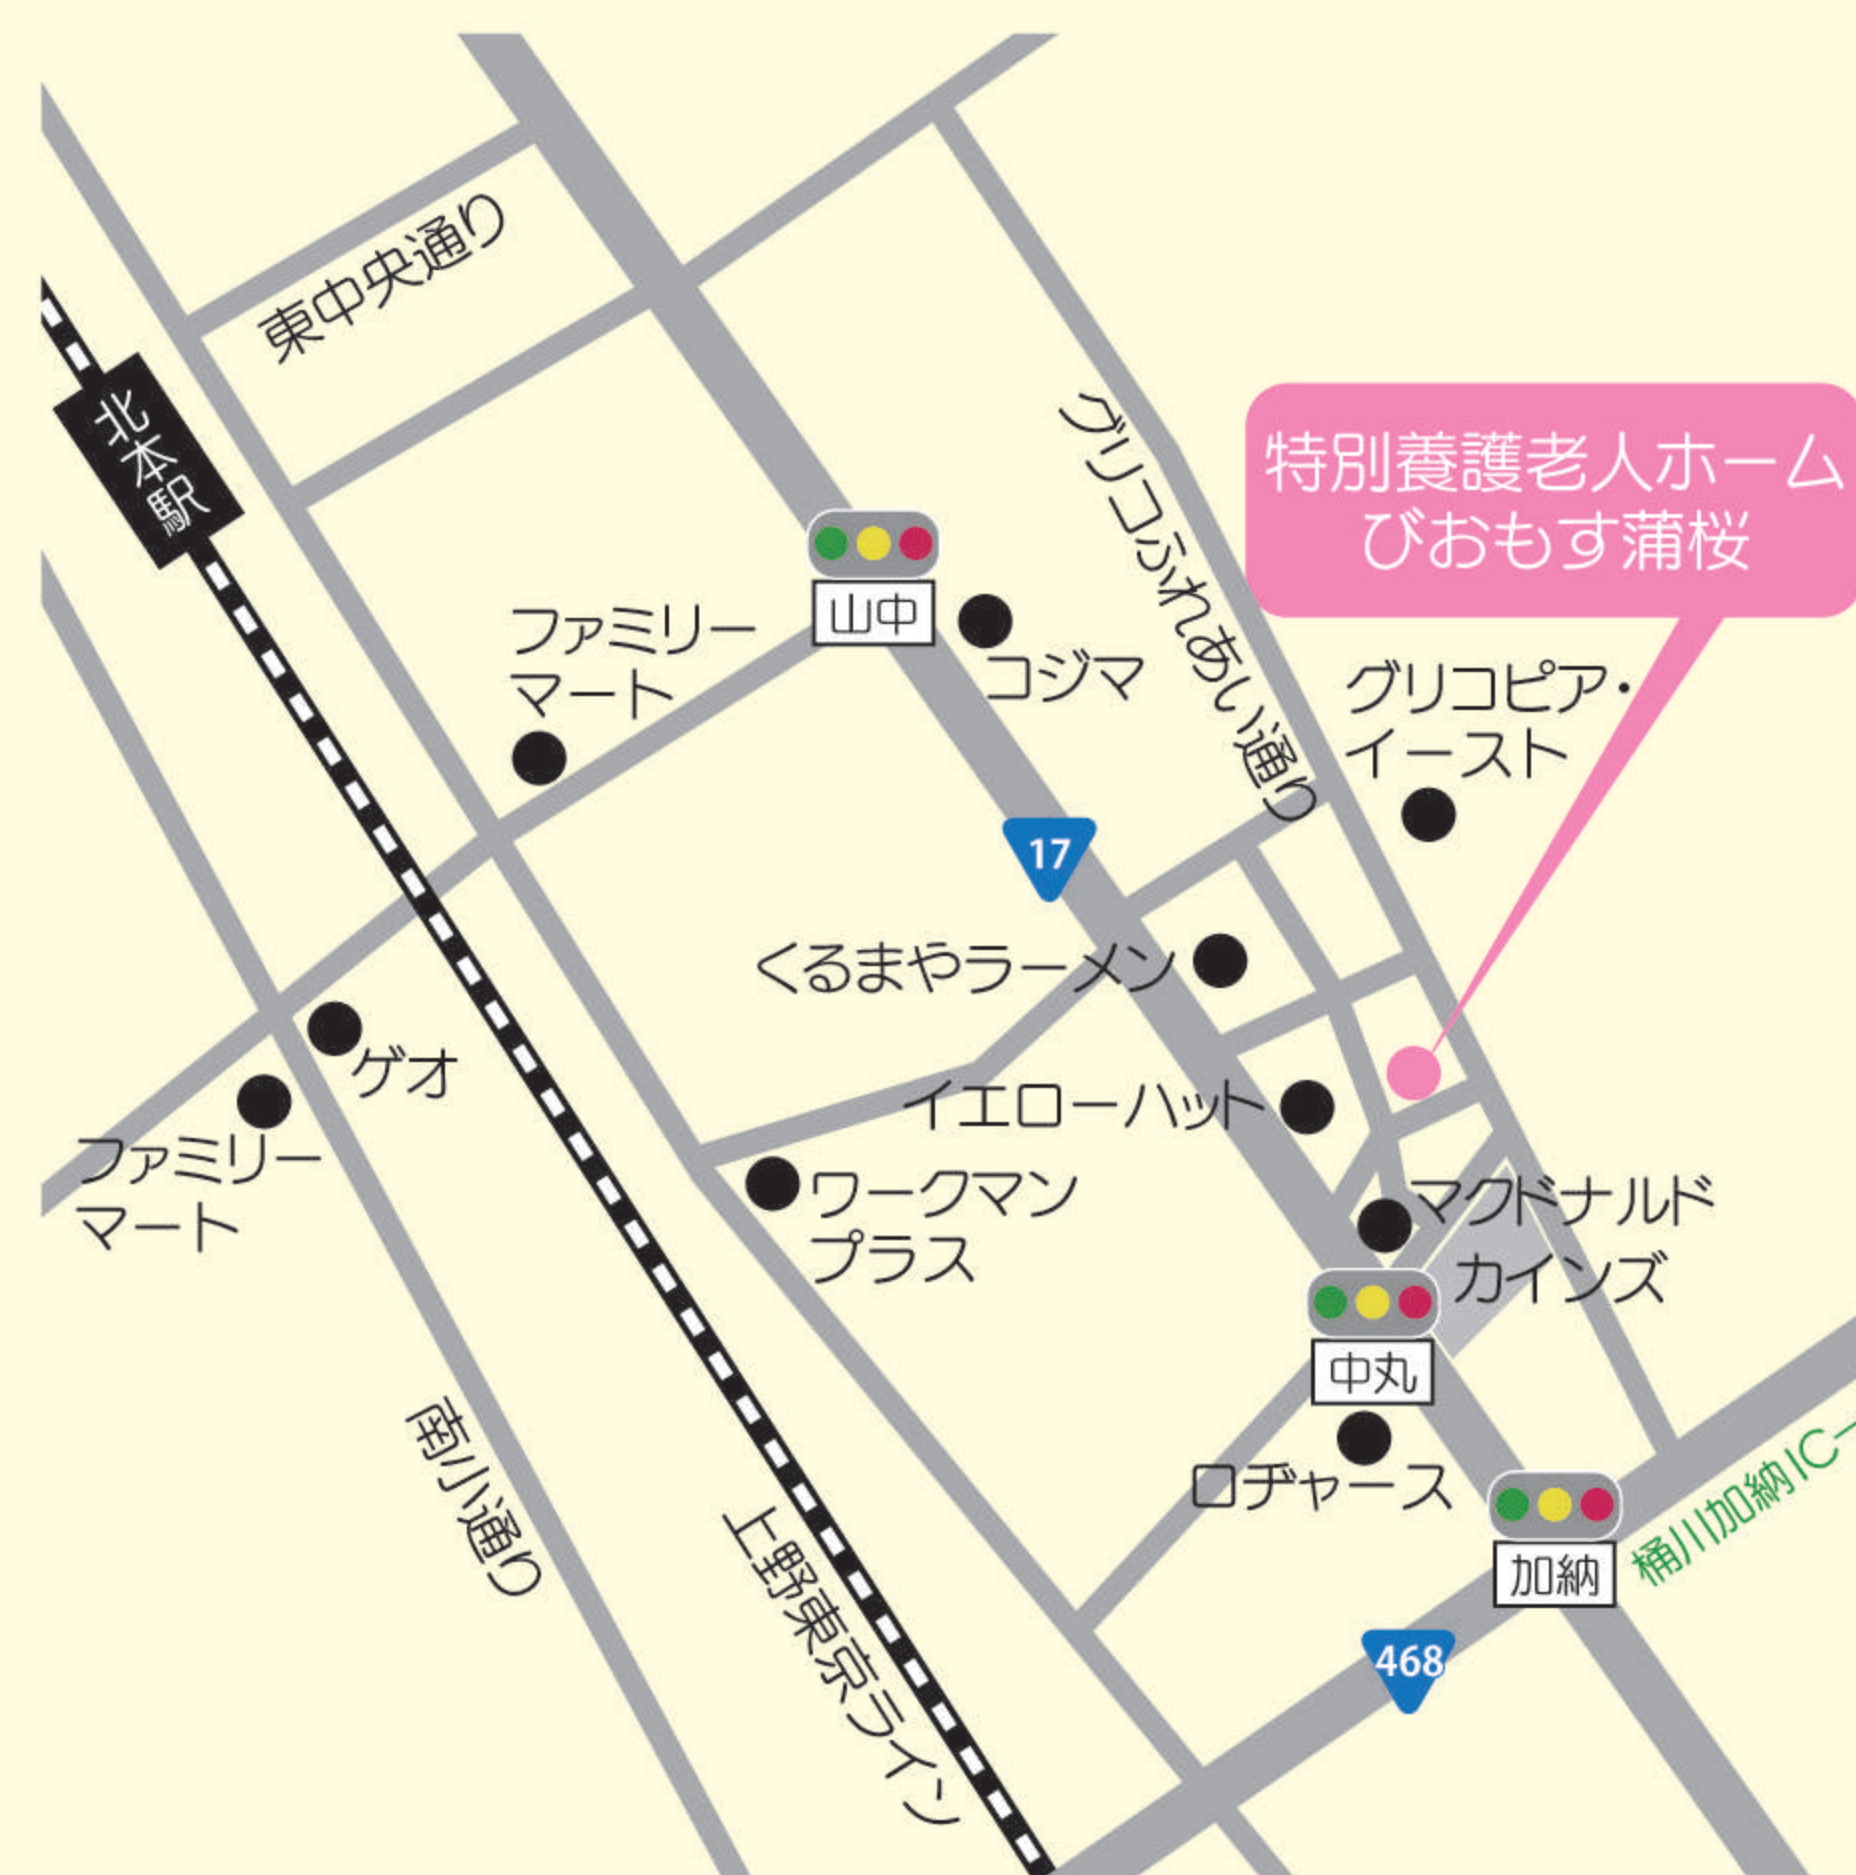 東中央通り
北本駅
グリコふれあい通り
特別養護老人ホーム
びおもす蒲桜
山中
コジマ
ファミリー
マート
グリコピア・
イースト
17
くるまやラーメン
ゲオ
イエローハット
ファミリー
マート
ワークマン
プラス
マクドナルド
カインズ
中丸
ロヂャース
南小通り
上野東京ライン
加納
桶川加納IC
468